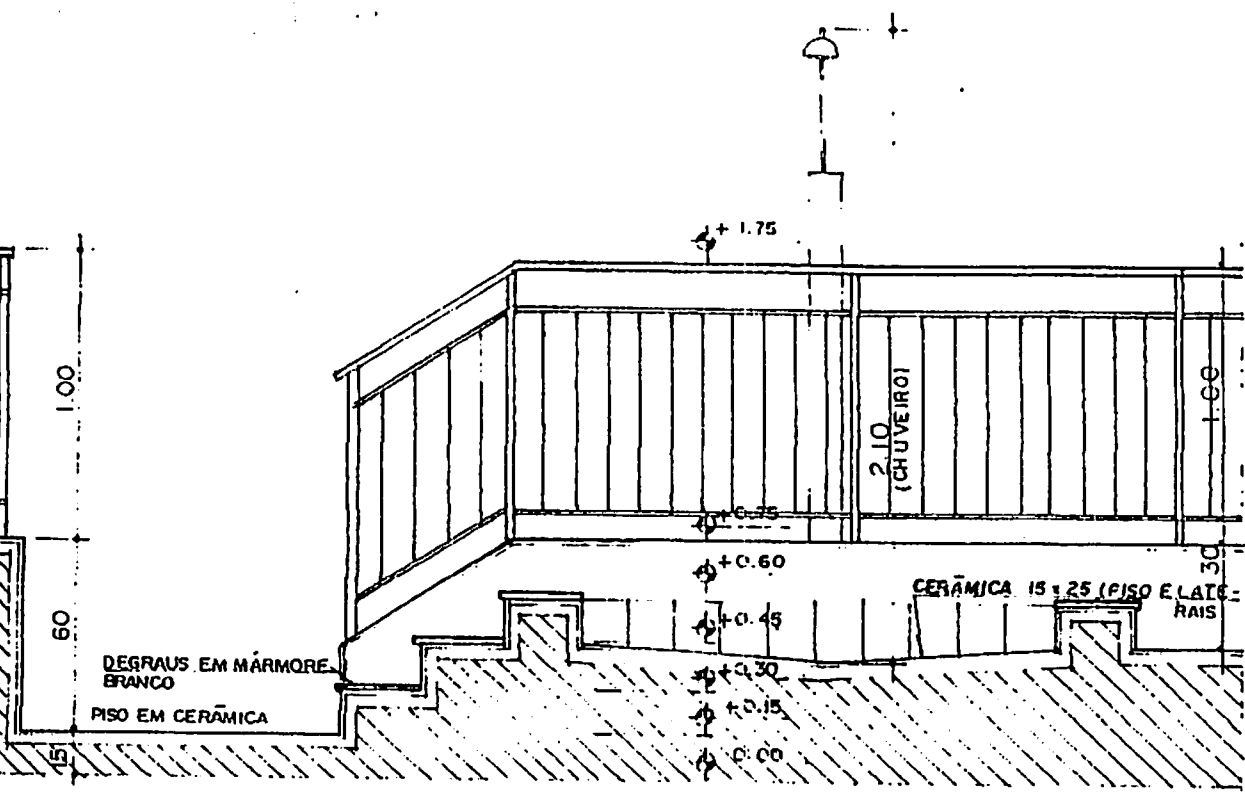 + 1.75
1.00
2.10
(CHUVEIRO)
1.00
+0.75
+0.60
30
CERÂMICA 15 x 25 (PISO E LATE-
RAIS
+0.45
60
DEGRAUS EM MÁRMORE
BRANCO
+0.30
PISO EM CERÂMICA
+0.15
15
0.00